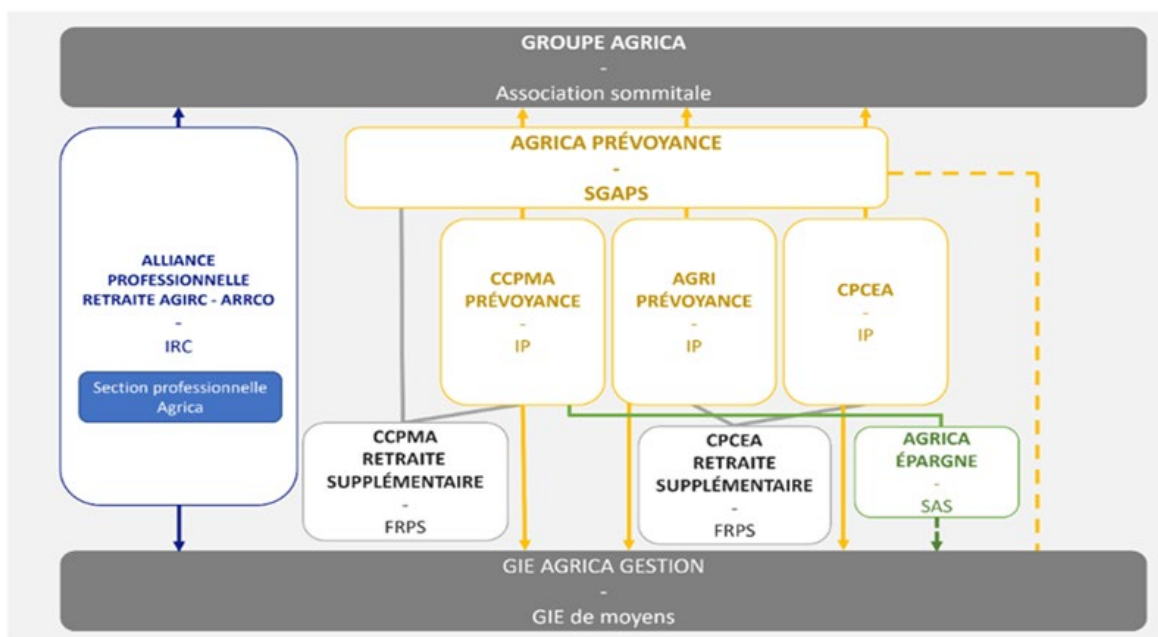 GROUPE AGRICA
-
Association sommitale
ALLIANCE
PROFESSIONNELLE
RETRAITE AGIRC - ARRCO
-
IRC
Section professionnelle
Agrica
AGRICA PRÉVOYANCE
-
SGAPS
CCPMA
PRÉVOYANCE
-
IP
AGRI
PRÉVOYANCE
-
IP
CPCEA
-
IP
CCPMA
RETRAITE
SUPPLÉMENTAIRE
-
FRPS
CPCEA
RETRAITE
SUPPLÉMENTAIRE
-
FRPS
AGRICA
ÉPARGNE
-
SAS
GIE AGRICA GESTION
-
GIE de moyens